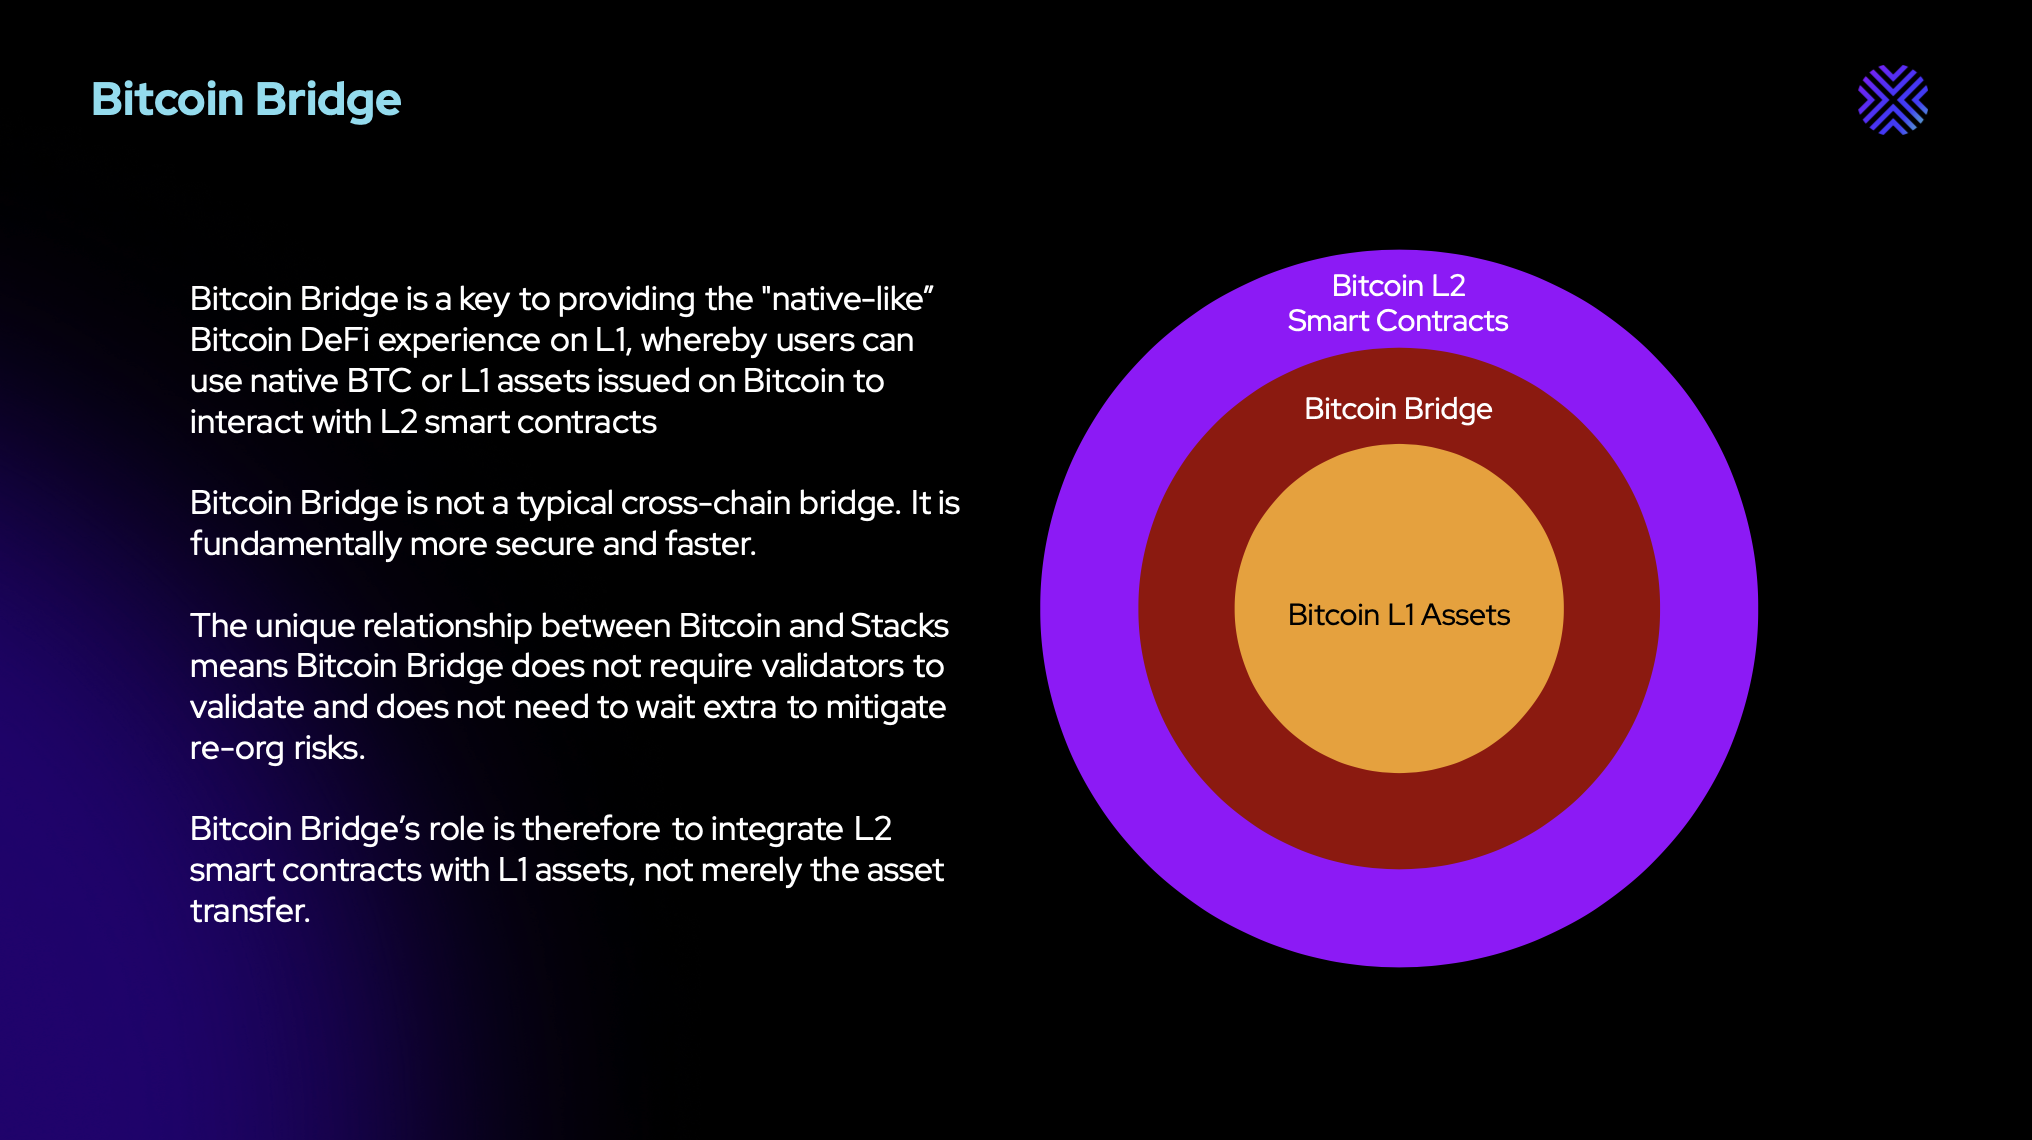 Bitcoin Bridge
Bitcoin Bridge is a key to providing the "native-like”
Bitcoin DeFi experience on L1, whereby users can
use native BTC or L1 assets issued on Bitcoin to
interact with L2 smart contracts
Bitcoin Bridge is not a typical cross-chain bridge. It is
fundamentally more secure and faster.
The unique relationship between Bitcoin and Stacks
means Bitcoin Bridge does not require validators to
validate and does not need to wait extra to mitigate
re-org risks.
Bitcoin Bridge’s role is therefore to integrate L2
smart contracts with L1 assets, not merely the asset
transfer.
Bitcoin L2
Smart Contracts
Bitcoin Bridge
Bitcoin L1 Assets